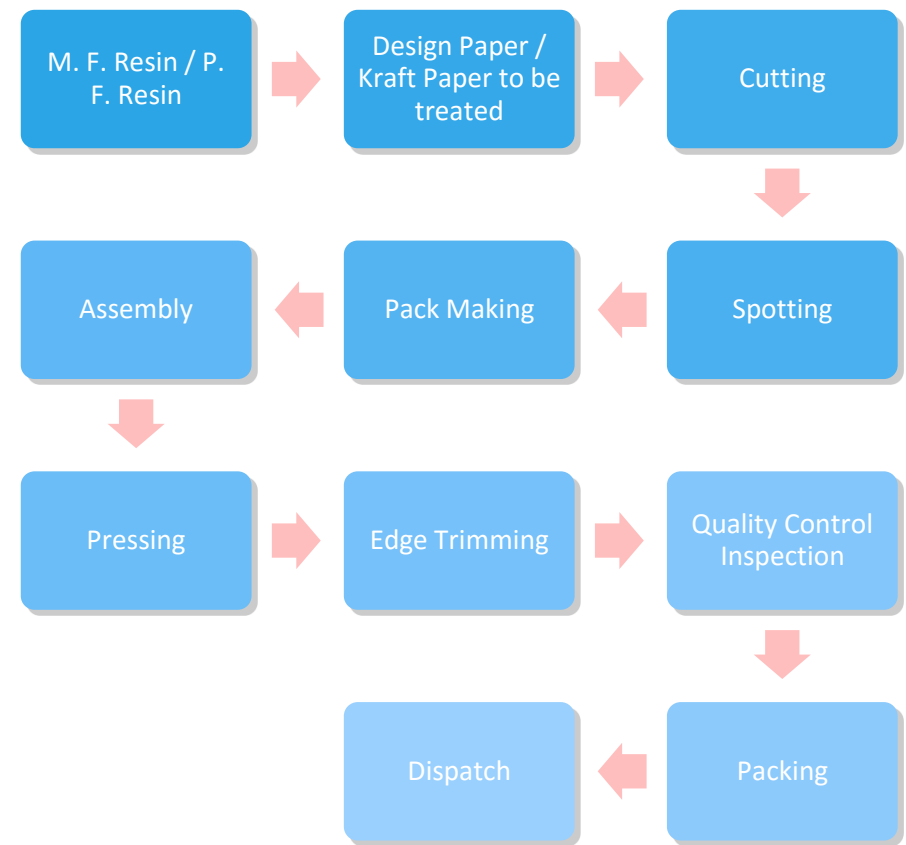 M. F. Resin / P.
F. Resin
Design Paper /
Kraft Paper to be
treated
Cutting
Spotting
Pack Making
Assembly
Pressing
Edge Trimming
Quality Control
Inspection
Packing
Dispatch